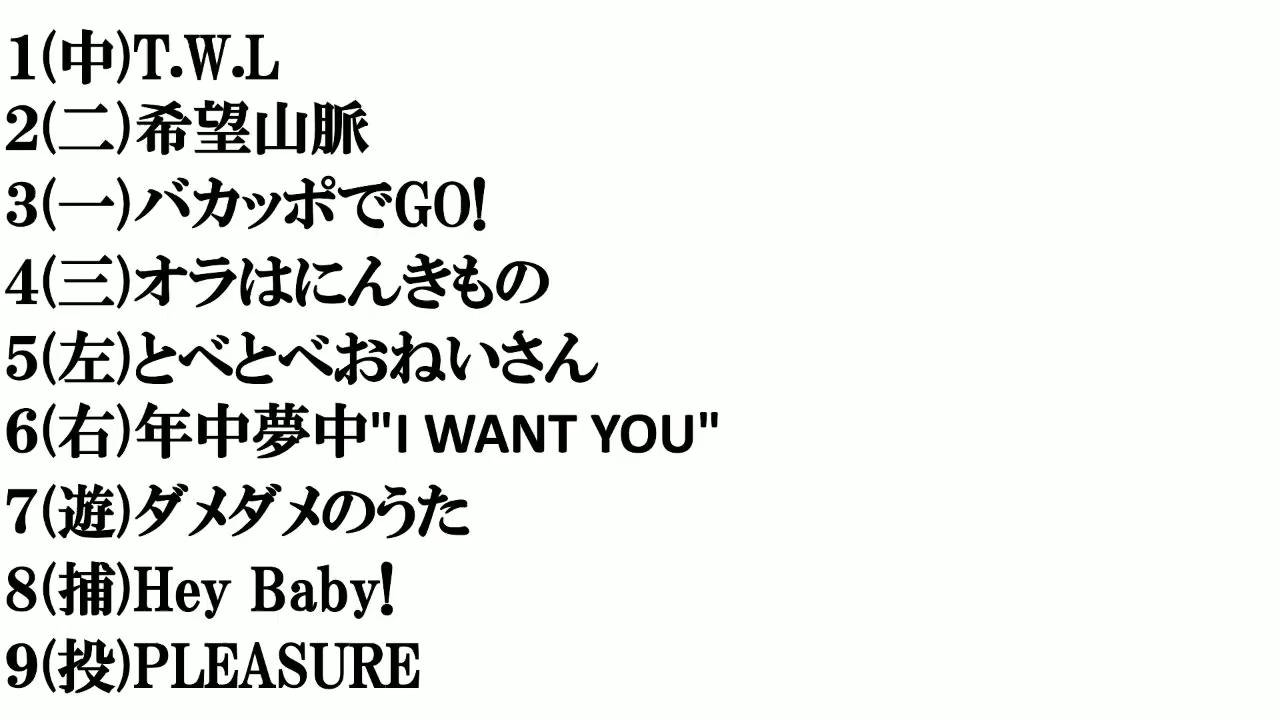 1(中)T.W.L
2(二)希望山脈
3(一)バカッポでGO!
4(三)オラはにんきもの
5(左)とべとべおねいさん
6(右)年中夢中"I WANT YOU"
7(遊)ダメダメのうた
8(捕)Hey Baby!
9(投)PLEASURE